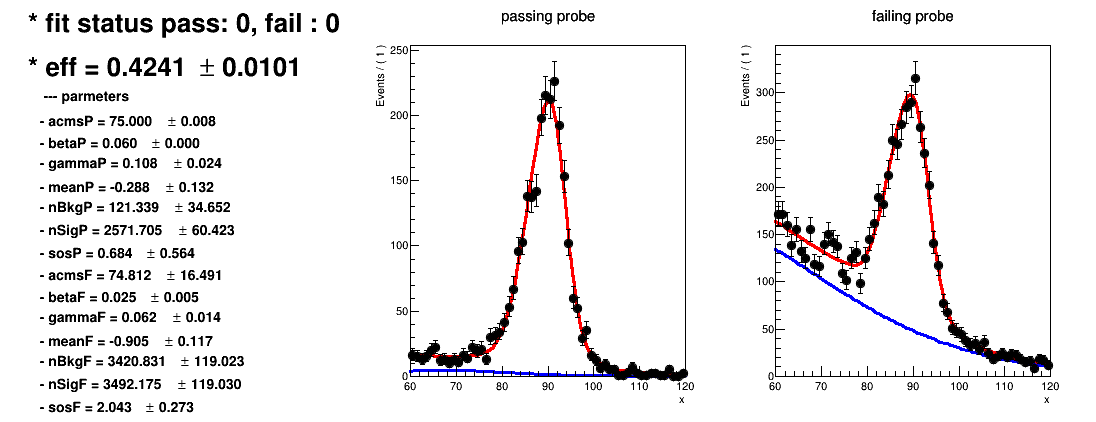 * fit status pass: 0, fail : 0
* eff = 0.4241 ± 0.0101
--- parmeters
- acmsP = 75.000 ± 0.008
- betaP = 0.060 ± 0.000
- gammaP = 0.108 ± 0.024
- meanP = -0.288 ± 0.132
- nBkgP = 121.339 ± 34.652
- nSigP = 2571.705 ± 60.423
- sosP = 0.684 ± 0.564
- acmsF = 74.812 ± 16.491
- betaF = 0.025 ± 0.005
- gammaF = 0.062 ± 0.014
- meanF = -0.905 ± 0.117
- nBkgF = 3420.831 ± 119.023
- nSigF = 3492.175 ± 119.030
- sosF = 2.043 ± 0.273
passing probe
Events / ( 1 )
250
200
150
100
50
0
60 70 80 90 100 110 120
x
failing probe
Events / ( 1 )
300
250
200
150
100
50
0
60 70 80 90 100 110 120
x